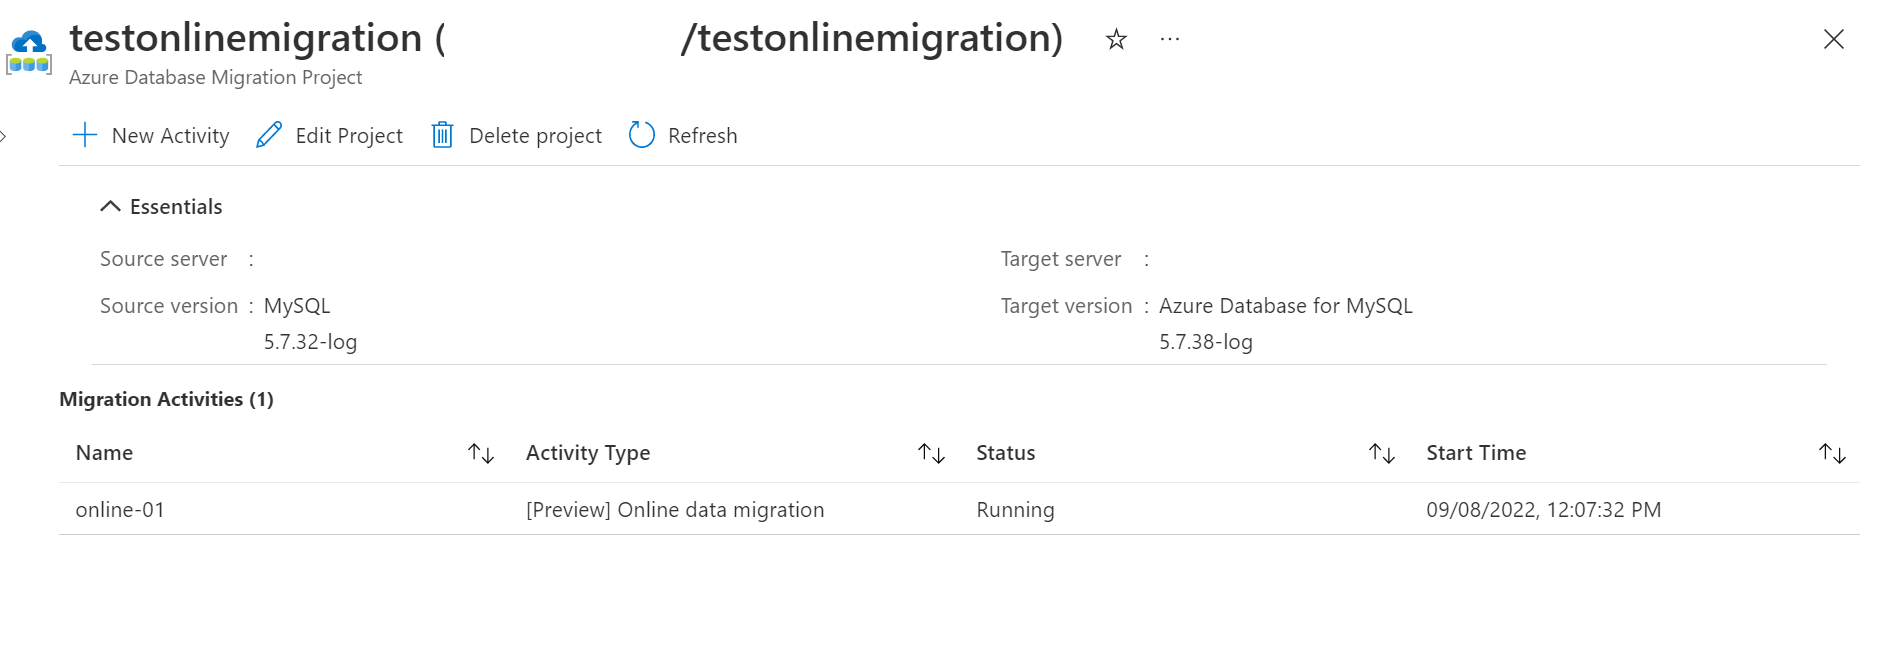 testonlinemigration ( /testonlinemigration)
Azure Database Migration Project
New Activity Edit Project Delete project Refresh
Essentials
Source server :
Target server :
Source version : MySQL
5.7.32-log
Target version : Azure Database for MySQL
5.7.38-log
Migration Activities (1)
Name Activity Type Status Start Time
online-01 [Preview] Online data migration Running 09/08/2022, 12:07:32 PM